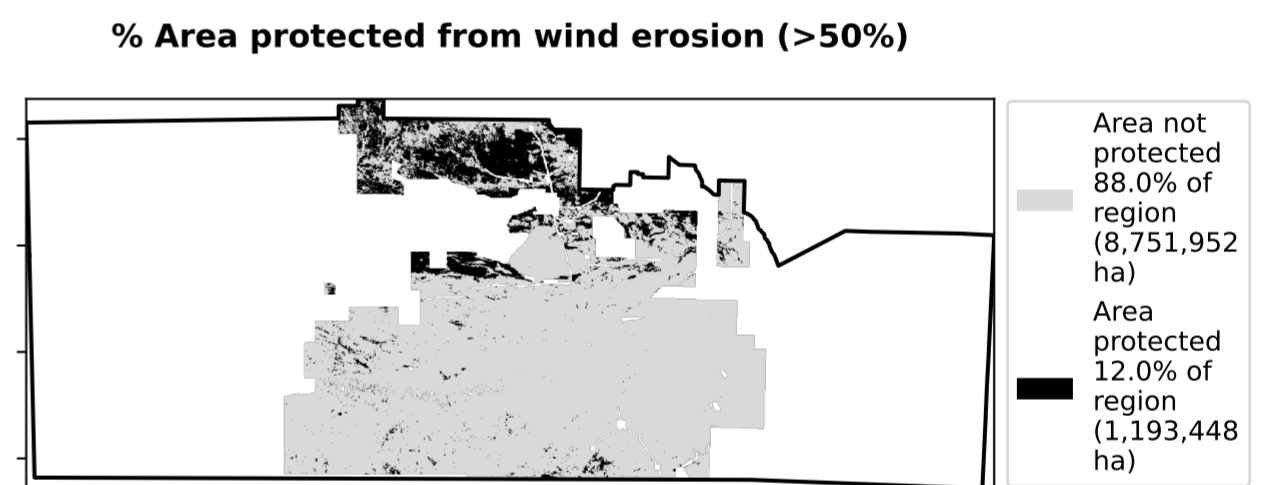 % Area protected from wind erosion (>50%)
Area not
protected
88.0% of
region
(8,751,952
ha)
Area
protected
12.0% of
region
(1,193,448
ha)